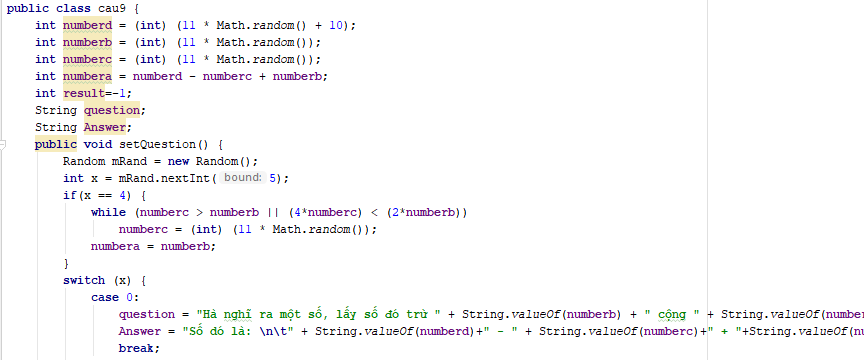 public class cau9 {
int numberd = (int) (11 * Math.random() + 10);
int numberb = (int) (11 * Math.random());
int numberc = (int) (11 * Math.random());
int numbera = numberd - numberc + numberb;
int result=-1;
String question;
String Answer;
public void setQuestion() {
Random mRand = new Random();
int x = mRand.nextInt( bound: 5);
if(x == 4) {
while (numberc > numberb || (4*numberc) < (2*numberb))
numberc = (int) (11 * Math.random());
numbera = numberb;
}
switch (x) {
case 0:
question = "Hà nghĩ ra một số, lấy số đó trừ " + String.valueOf(numberb) + " cộng " + String.valueOf(
Answer = "Số đó là: \n\t" + String.valueOf(numberd)+" - " + String.valueOf(numberc)+" + "+String.valueOf(
break;